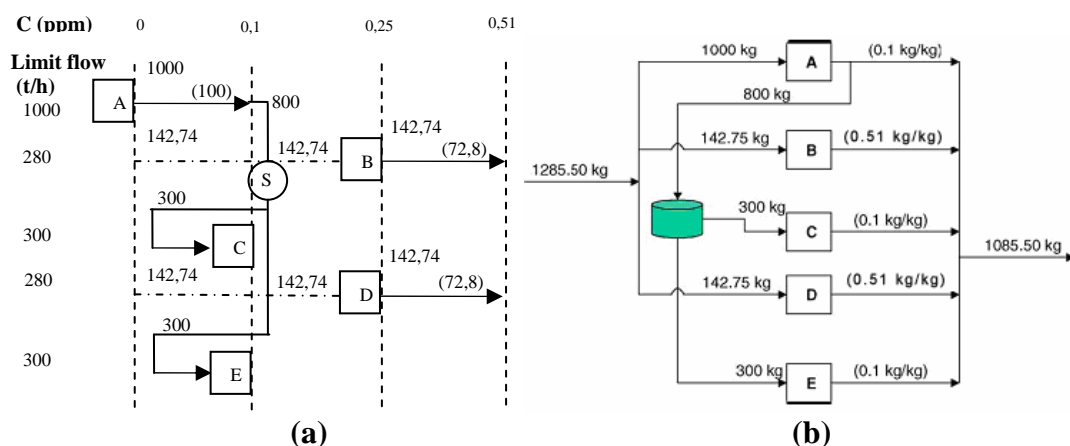 C (ppm) 0 0,1 0,25 0,51
Limit flow
(t/h)
1000
A (100)
1000
800
142,74 142,74 142,74
280
B (72,8)
S
300
300
C
142,74 142,74 142,74
280
D (72,8)
300
300
E
(a)
1000 kg A (0.1 kg/kg)
800 kg
142.75 kg B (0.51 kg/kg)
1285.50 kg
300 kg C (0.1 kg/kg)
1085.50 kg
142.75 kg D (0.51 kg/kg)
300 kg E (0.1 kg/kg)
(b)